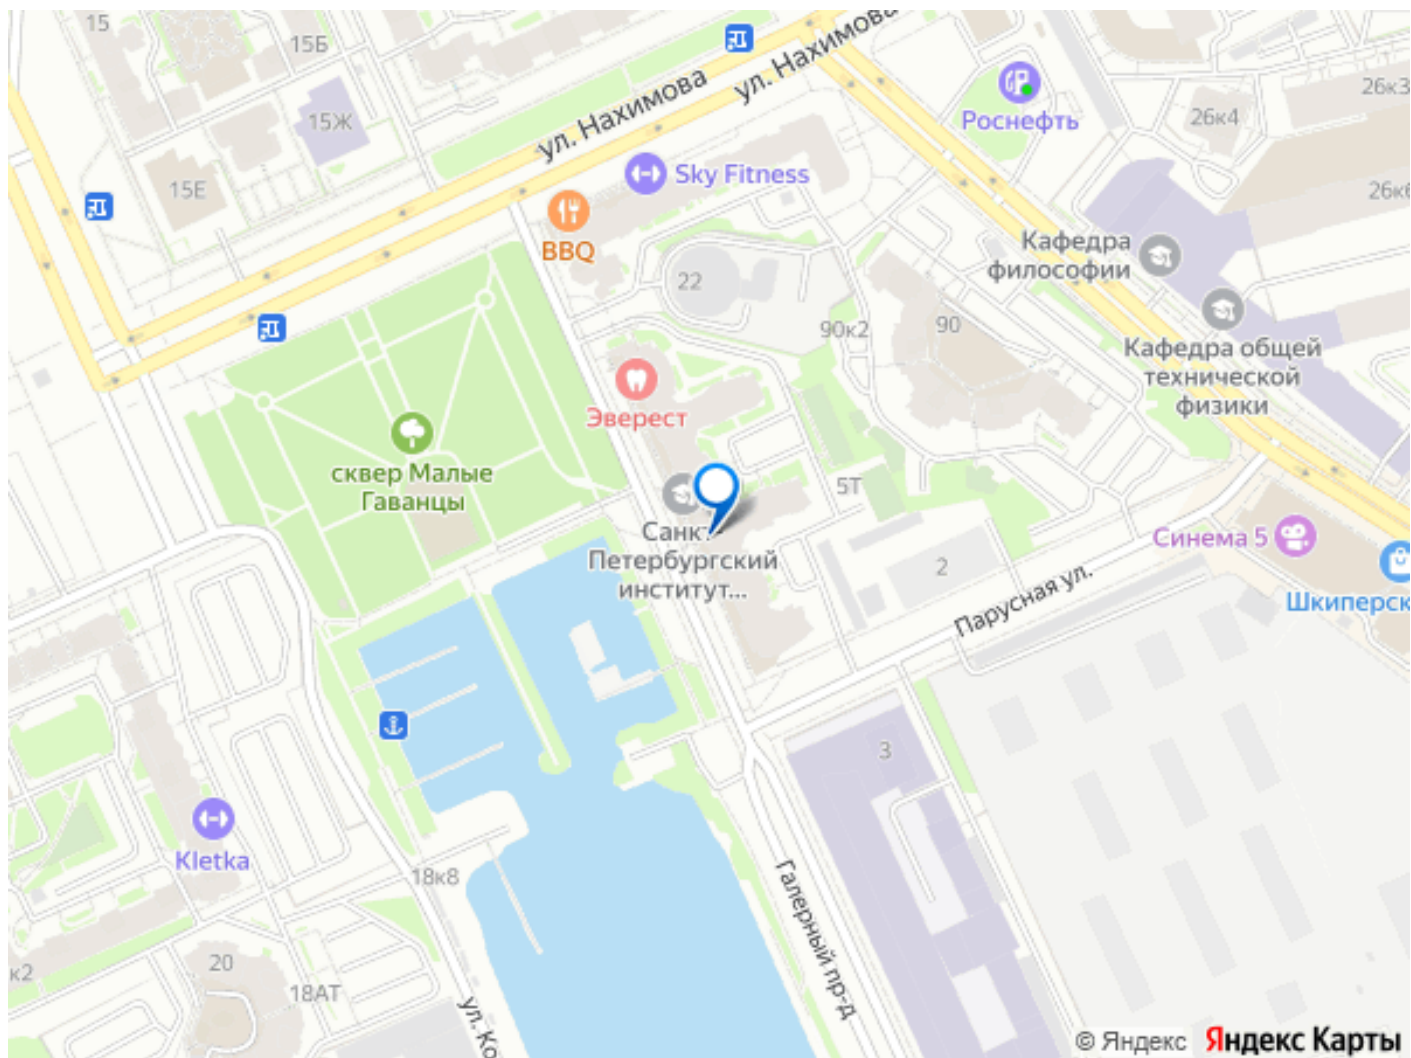 15
15Б
ул. Нахимова
ул. Нахимова
15Ж
15Е
Роснефть
26к3
26к4
26к6
Sky Fitness
BBQ
Кафедра
философии
22
90к2
90
Кафедра общей
технической
физики
Эверест
сквер Малые
Гаванцы
5Т
Санкт-
Петербургский
институт...
2
Парусная ул.
Синема 5
Шкиперск
3
Kletka
18к8
Галерный пр-д
к2
20
18АТ
ул. Ко
© Яндекс Яндекс Карты